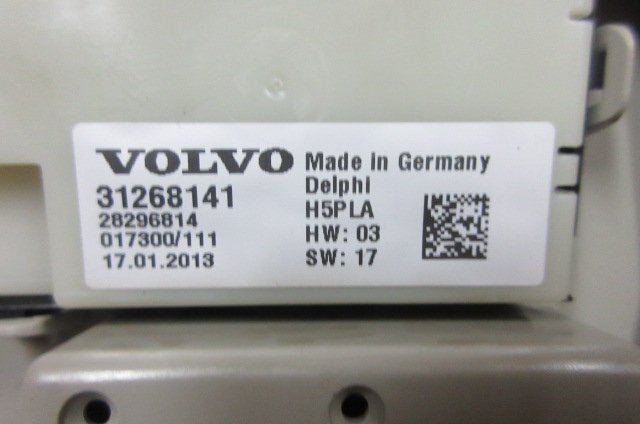 VOLVO
31268141
28296814
017300/111
17.01.2013
Made in Germany
Delphi
H5PLA
HW: 03
SW: 17